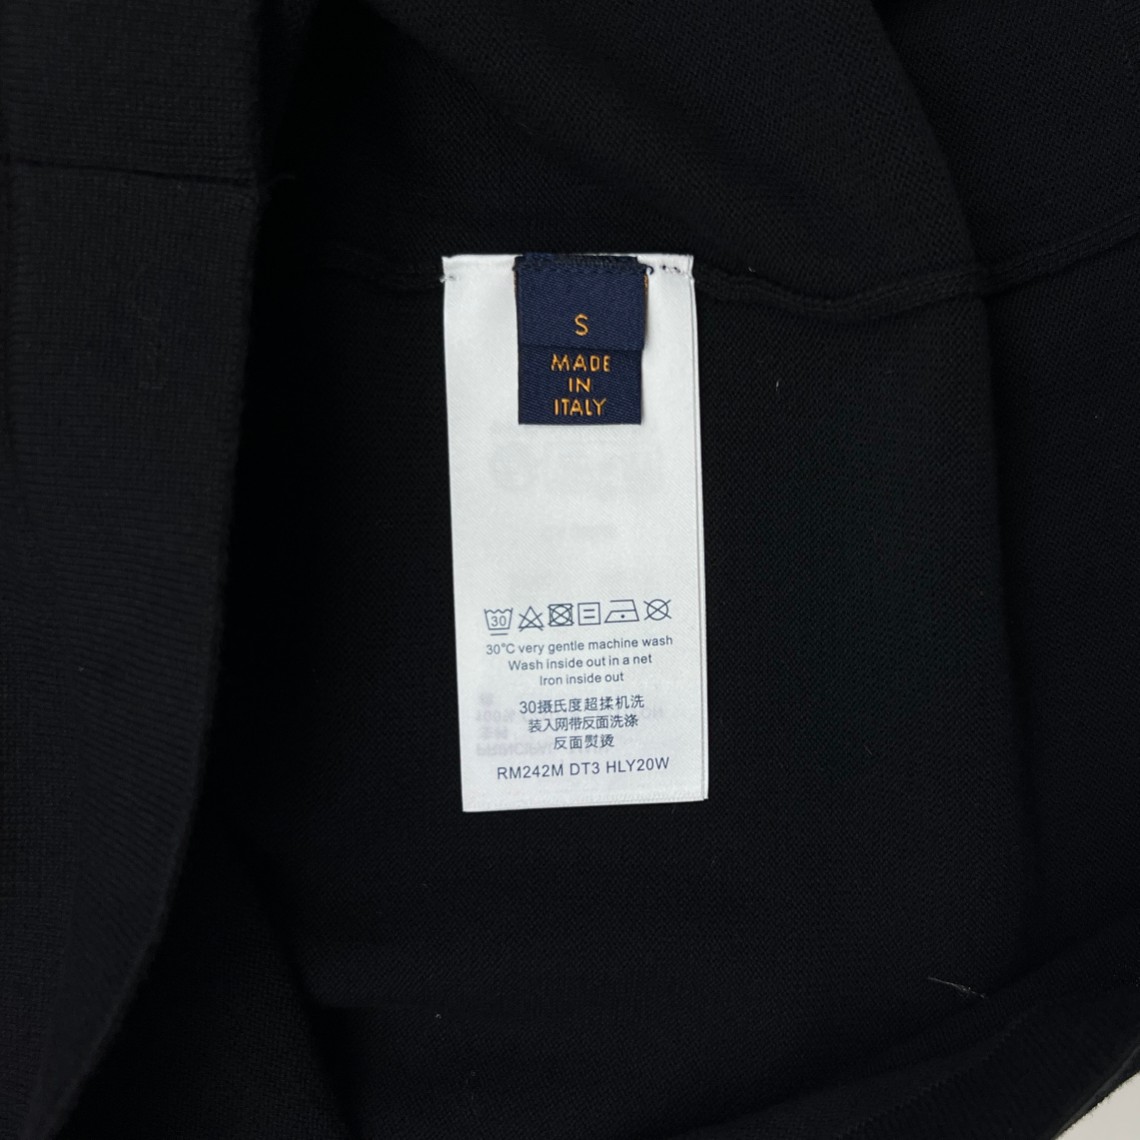 S
MADE
IN
ITALY
30
30°C very gentle machine wash
Wash inside out in a net
Iron inside out
30摄氏度超揉机洗
装入网带反面洗涤
反面熨烫
RM242M DT3 HLY20W